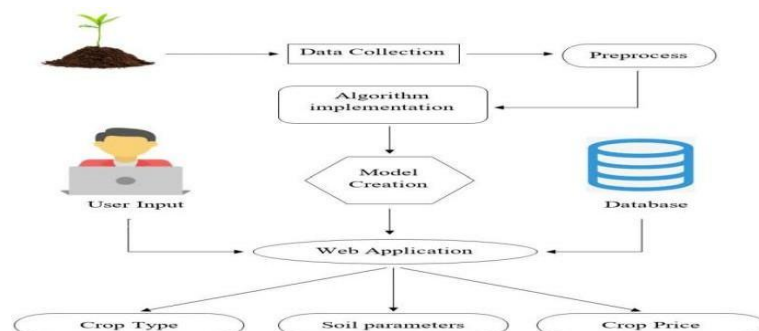 Data Collection
Preprocess
Algorithm
implementation
Model
Creation
User Input
Database
Web Application
Crop Type
Soil parameters
Crop Price